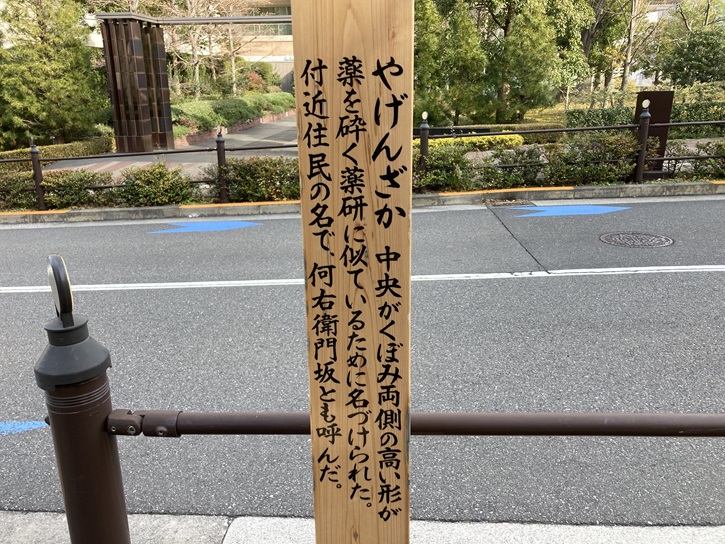 やげんざか 中央がくぼみ両側の高い形が
薬を砕く薬研に似ているために名づけられた。
付近住民の名で、何右衛門坂とも呼んだ。